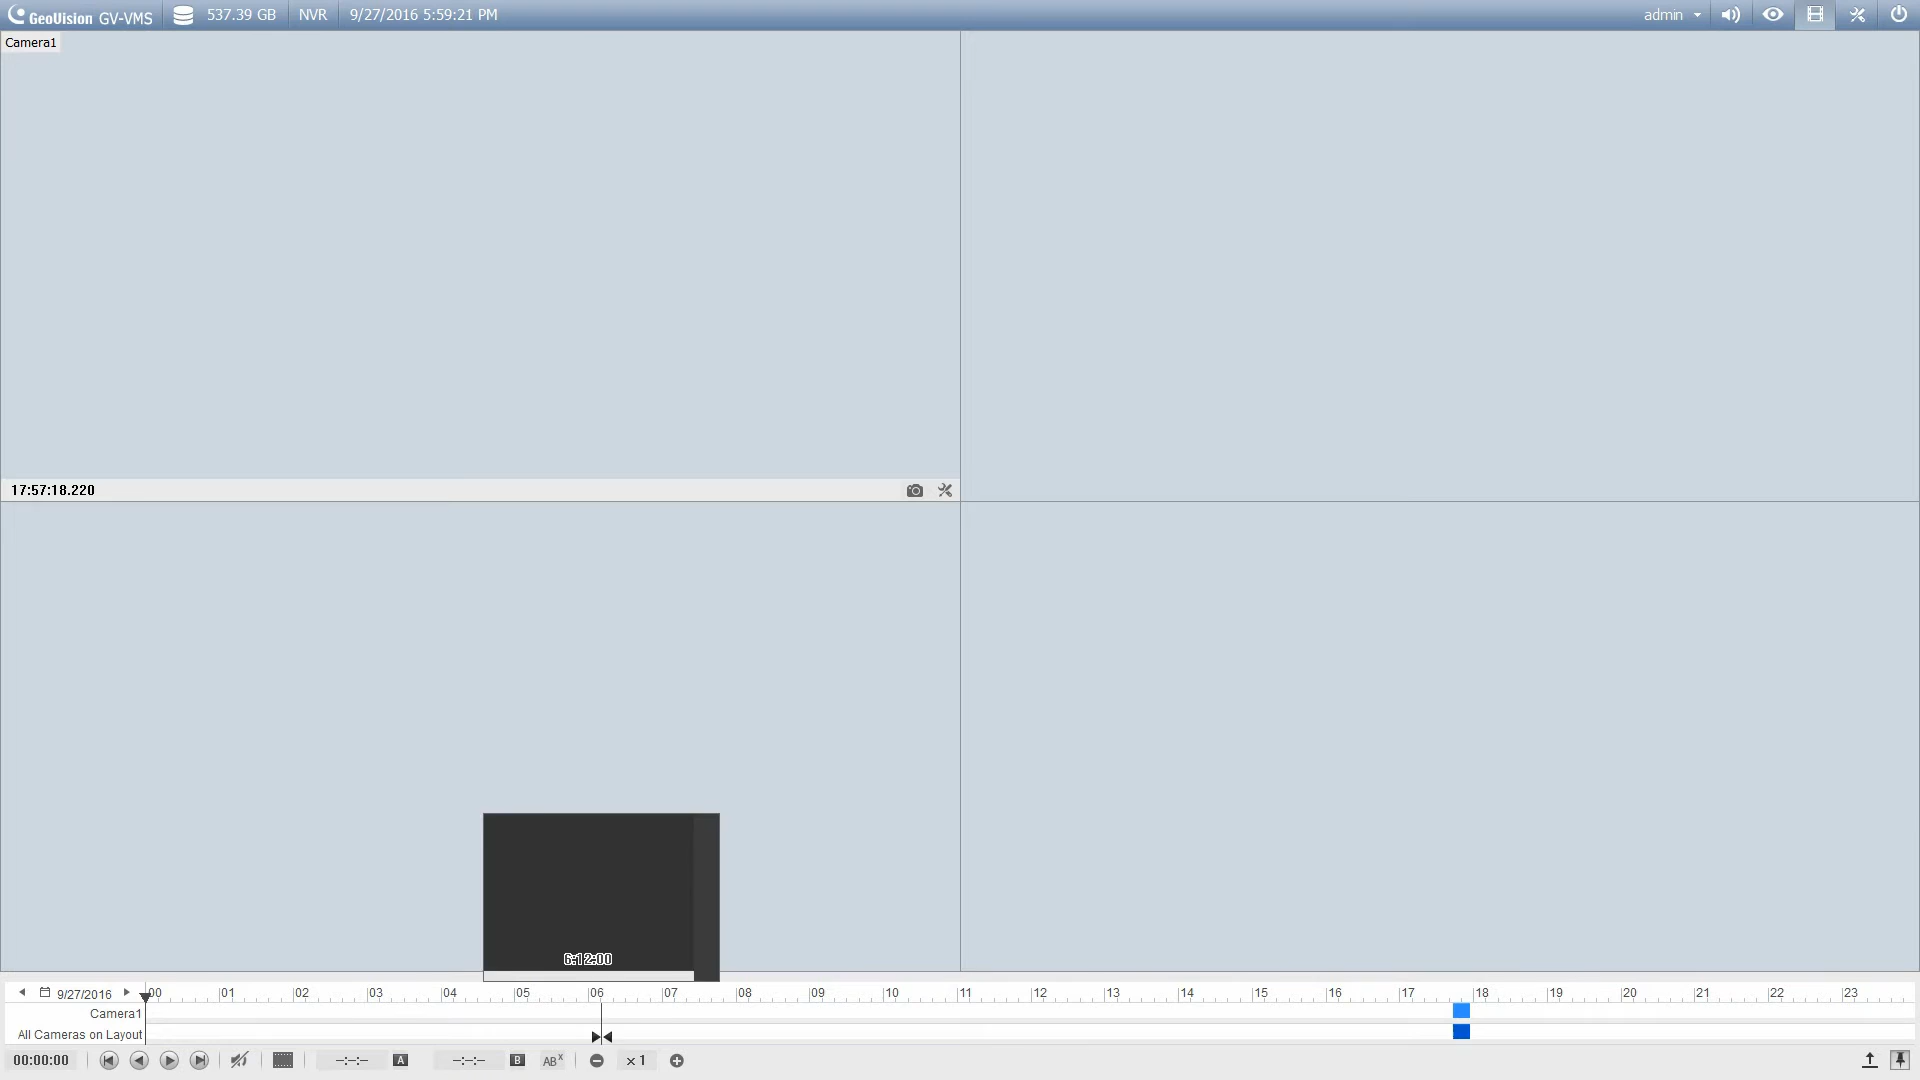 GeoVision GV-VMS 537.39 GB NVR 9/27/2016 5:59:21 PM admin
Camera1
17:57:18.220
6:12:00
9/27/2016 00 01 02 03 04 05 06 07 08 09 10 11 12 13 14 15 16 17 18 19 20 21 22 23
Camera1
All Cameras on Layout
00:00:00 --:--:-- A --:--:-- B ABx x 1